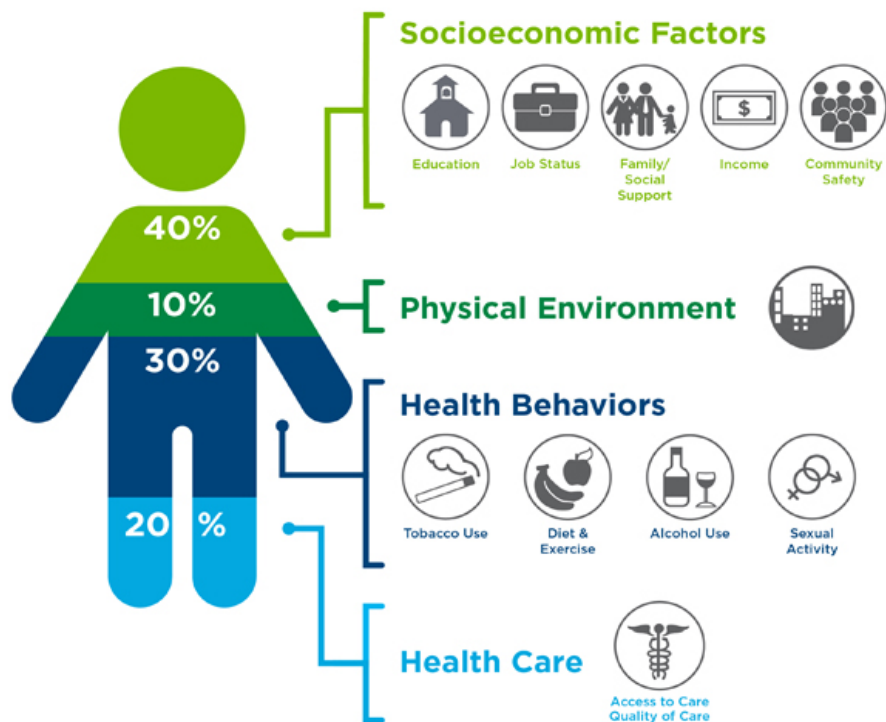 Socioeconomic Factors
$
Education
Job Status
Family/
Social
Support
Income
Community
Safety
40%
10%
Physical Environment
30%
Health Behaviors
Tobacco Use
Diet &
Exercise
Alcohol Use
Sexual
Activity
20 %
Health Care
Access to Care
Quality of Care